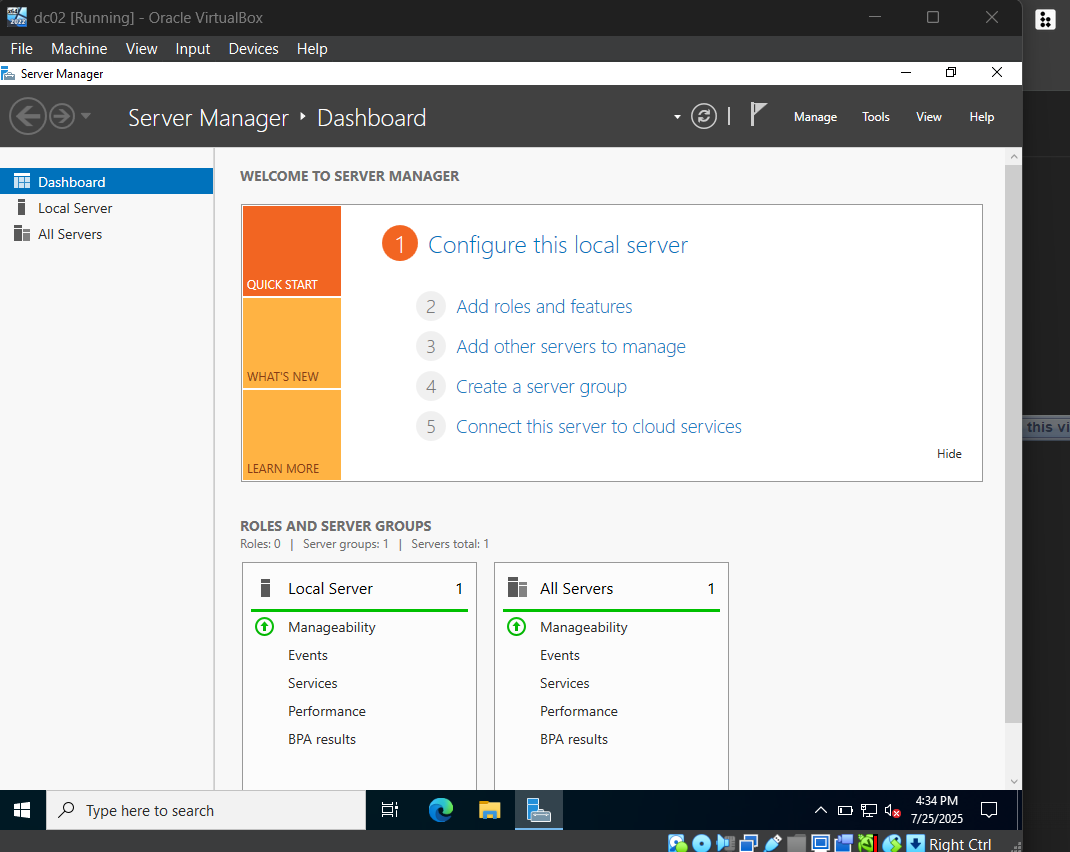 dc02 [Running] - Oracle VirtualBox
File Machine View Input Devices Help
Server Manager
Server Manager Dashboard
Manage Tools View Help
Dashboard
Local Server
All Servers
WELCOME TO SERVER MANAGER
QUICK START
WHAT'S NEW
LEARN MORE
1 Configure this local server
2 Add roles and features
3 Add other servers to manage
4 Create a server group
5 Connect this server to cloud services
Hide
this vi
ROLES AND SERVER GROUPS
Roles: 0 | Server groups: 1 | Servers total: 1
Local Server 1
Manageability
Events
Services
Performance
BPA results
All Servers 1
Manageability
Events
Services
Performance
BPA results
Type here to search
4:34 PM
7/25/2025
Right Ctrl